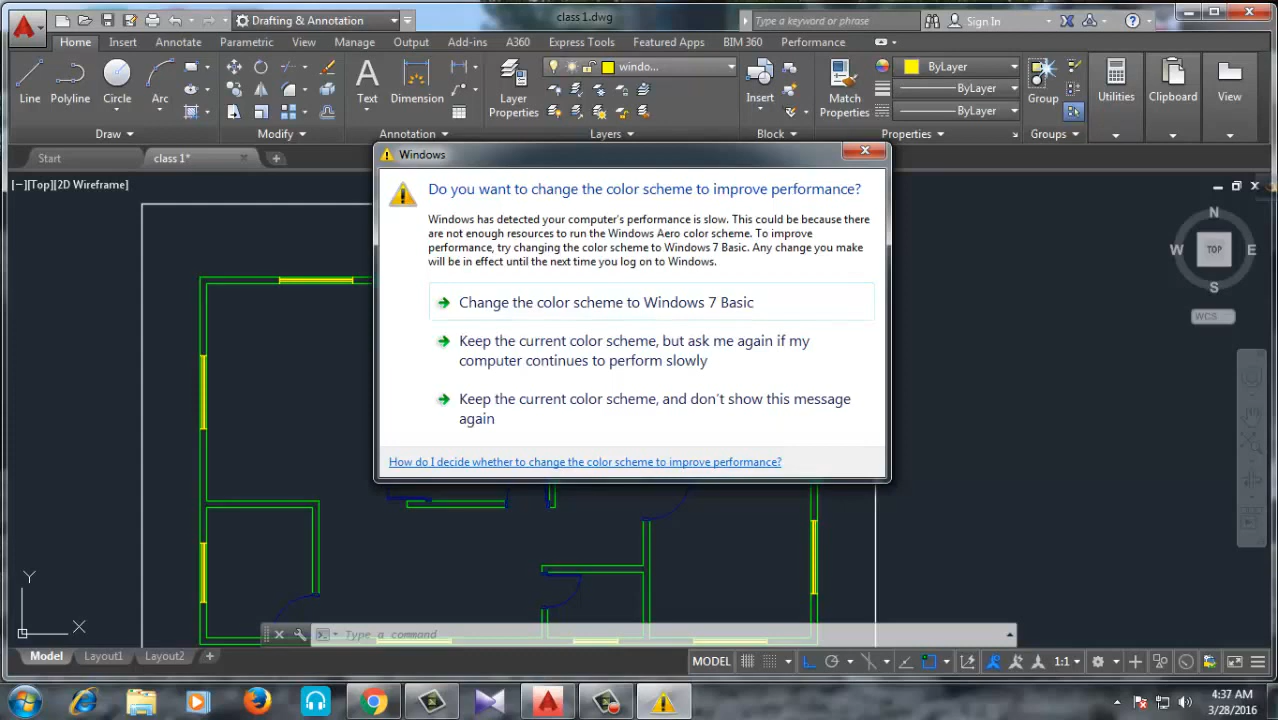 Drafting & Annotation
class 1.dwg
Type a keyword or phrase
Sign In
Home Insert Annotate Parametric View Manage Output Add-ins A360 Express Tools Featured Apps BIM 360 Performance
windo...
ByLayer
Line Polyline Circle Arc Text Dimension Layer Properties Insert Match Properties Group Utilities Clipboard View
ByLayer
ByLayer
Draw Modify Annotation Layers Block Properties Groups
Start class 1*
[−][Top][2D Wireframe]
Windows
Do you want to change the color scheme to improve performance?
Windows has detected your computer's performance is slow. This could be because there
are not enough resources to run the Windows Aero color scheme. To improve
performance, try changing the color scheme to Windows 7 Basic. Any change you make
will be in effect until the next time you log on to Windows.
Change the color scheme to Windows 7 Basic
Keep the current color scheme, but ask me again if my
computer continues to perform slowly
Keep the current color scheme, and don't show this message
again
How do I decide whether to change the color scheme to improve performance?
N
W TOP E
S
WCS
Y
X
Type a command
Model Layout1 Layout2 MODEL 1:1
4:37 AM
3/28/2016